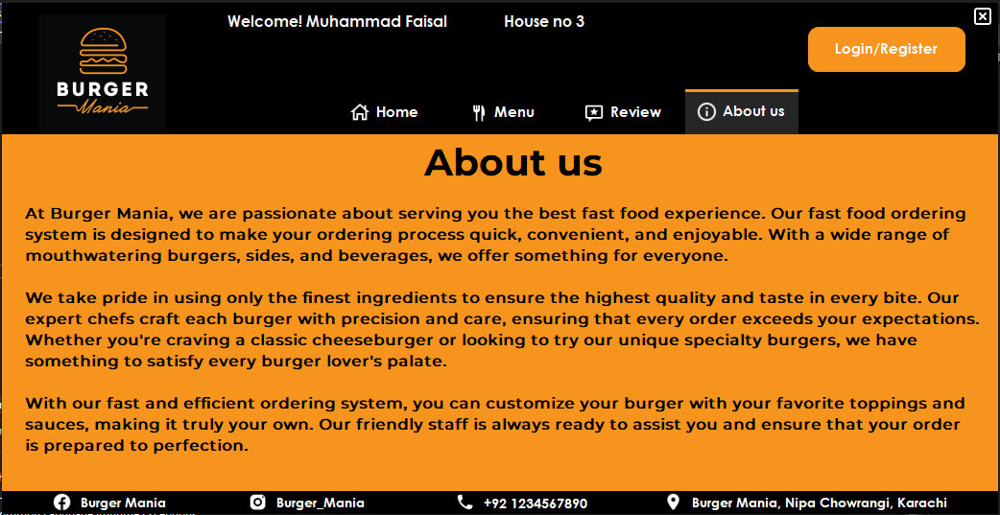 Welcome! Muhammad Faisal House no 3
Login/Register
BURGER
Mania
Home Menu Review About us
About us
At Burger Mania, we are passionate about serving you the best fast food experience. Our fast food ordering
system is designed to make your ordering process quick, convenient, and enjoyable. With a wide range of
mouthwatering burgers, sides, and beverages, we offer something for everyone.
We take pride in using only the finest ingredients to ensure the highest quality and taste in every bite. Our
expert chefs craft each burger with precision and care, ensuring that every order exceeds your expectations.
Whether you're craving a classic cheeseburger or looking to try our unique specialty burgers, we have
something to satisfy every burger lover's palate.
With our fast and efficient ordering system, you can customize your burger with your favorite toppings and
sauces, making it truly your own. Our friendly staff is always ready to assist you and ensure that your order
is prepared to perfection.
Burger Mania Burger_Mania +92 1234567890 Burger Mania, Nipa Chowrangi, Karachi